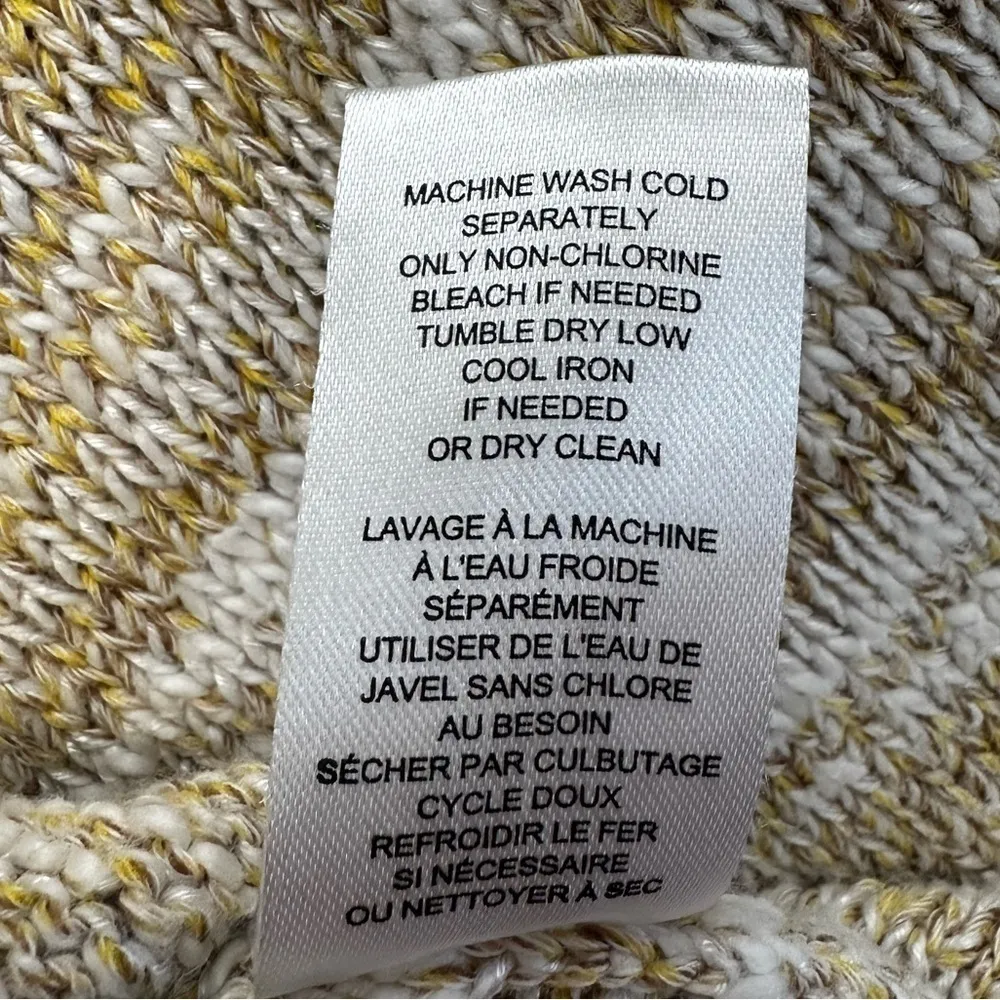 MACHINE WASH COLD
SEPARATELY
ONLY NON-CHLORINE
BLEACH IF NEEDED
TUMBLE DRY LOW
COOL IRON
IF NEEDED
OR DRY CLEAN
LAVAGE À LA MACHINE
À L'EAU FROIDE
SÉPARÉMENT
UTILISER DE L'EAU DE
JAVEL SANS CHLORE
AU BESOIN
SÉCHER PAR CULBUTAGE
CYCLE DOUX
REFROIDIR LE FER
SI NÉCESSAIRE
OU NETTOYER À SEC